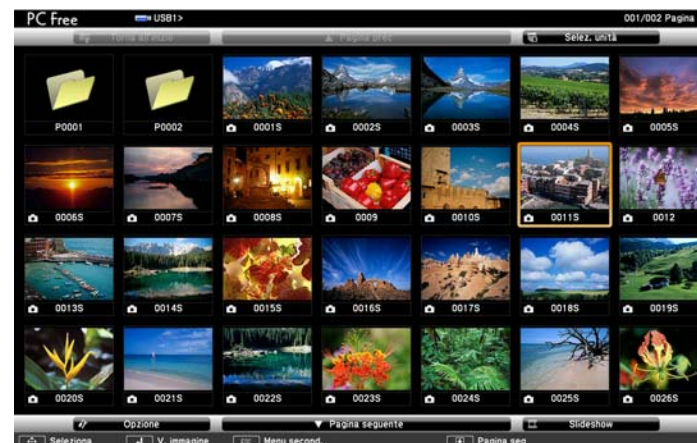 PC Free USB1> 001/002 Pagina
Torna all'inizio ▲ Pagina prec Selez. unità
P0001 P0002 0001S 0002S 0003S 0004S 0005S
0006S 0007S 0008S 0009 0010S 0011S 0012
0013S 0014S 0015S 0016S 0017S 0018S 0019S
0020S 0021S 0022S 0023S 0024S 0025S 0026S
Opzione ▼ Pagina seguente Slideshow
Seleziona V. immagine ESC Menu second. Pagina seg